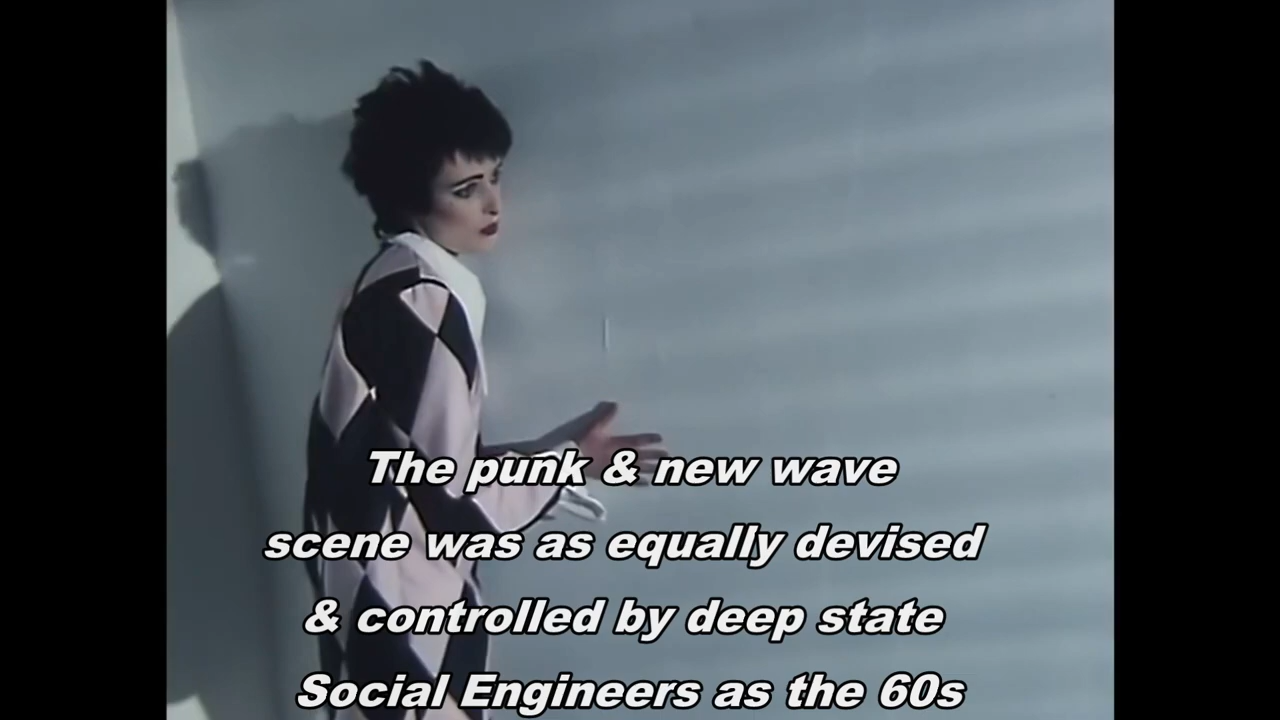 The punk & new wave
scene was as equally devised
& controlled by deep state
Social Engineers as the 60s